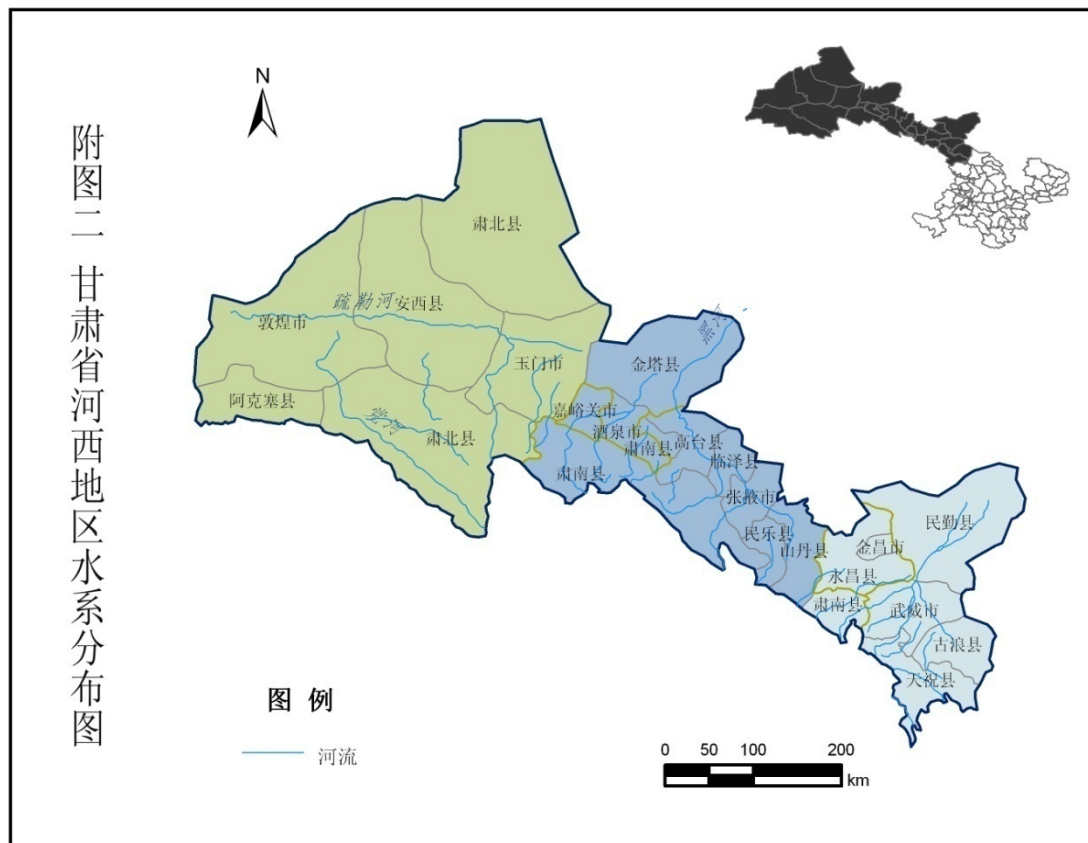 附图二 甘肃省河西地区水系分布图
N
肃北县
疏勒河
安西县
敦煌市
黑河
玉门市
金塔县
阿克塞县
嘉峪关市
党河
酒泉市
肃北县
肃南县
高台县
临泽县
肃南县
张掖市
民勤县
民乐县
金昌市
山丹县
永昌县
肃南县
武威市
古浪县
天祝县
图 例
河流
0 50 100 200
km